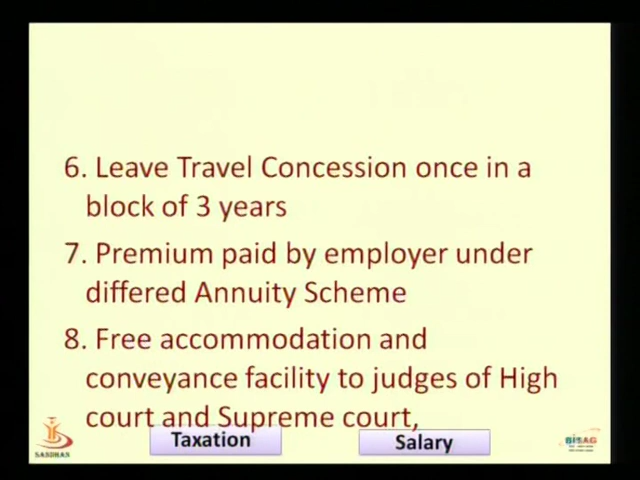 6. Leave Travel Concession once in a
block of 3 years
7. Premium paid by employer under
differed Annuity Scheme
8. Free accommodation and
conveyance facility to judges of High
court and Supreme court,
Taxation
Salary
SANDHAN
BISAG